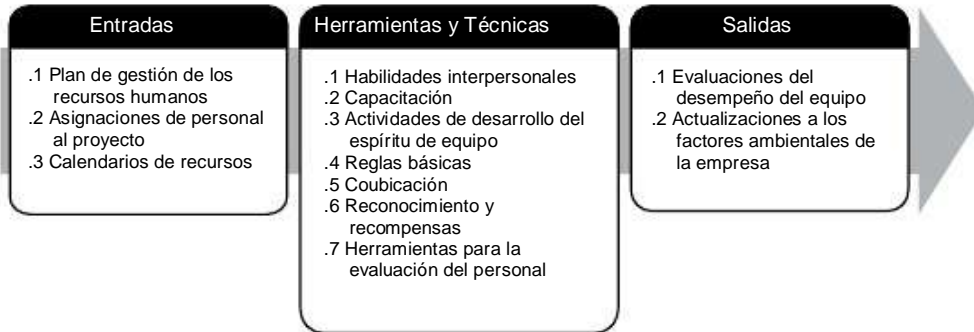 Entradas
.1 Plan de gestión de los
recursos humanos
.2 Asignaciones de personal
al proyecto
.3 Calendarios de recursos
Herramientas y Técnicas
.1 Habilidades interpersonales
.2 Capacitación
.3 Actividades de desarrollo del
espíritu de equipo
.4 Reglas básicas
.5 Coubicación
.6 Reconocimiento y
recompensas
.7 Herramientas para la
evaluación del personal
Salidas
.1 Evaluaciones del
desempeño del equipo
.2 Actualizaciones a los
factores ambientales de
la empresa